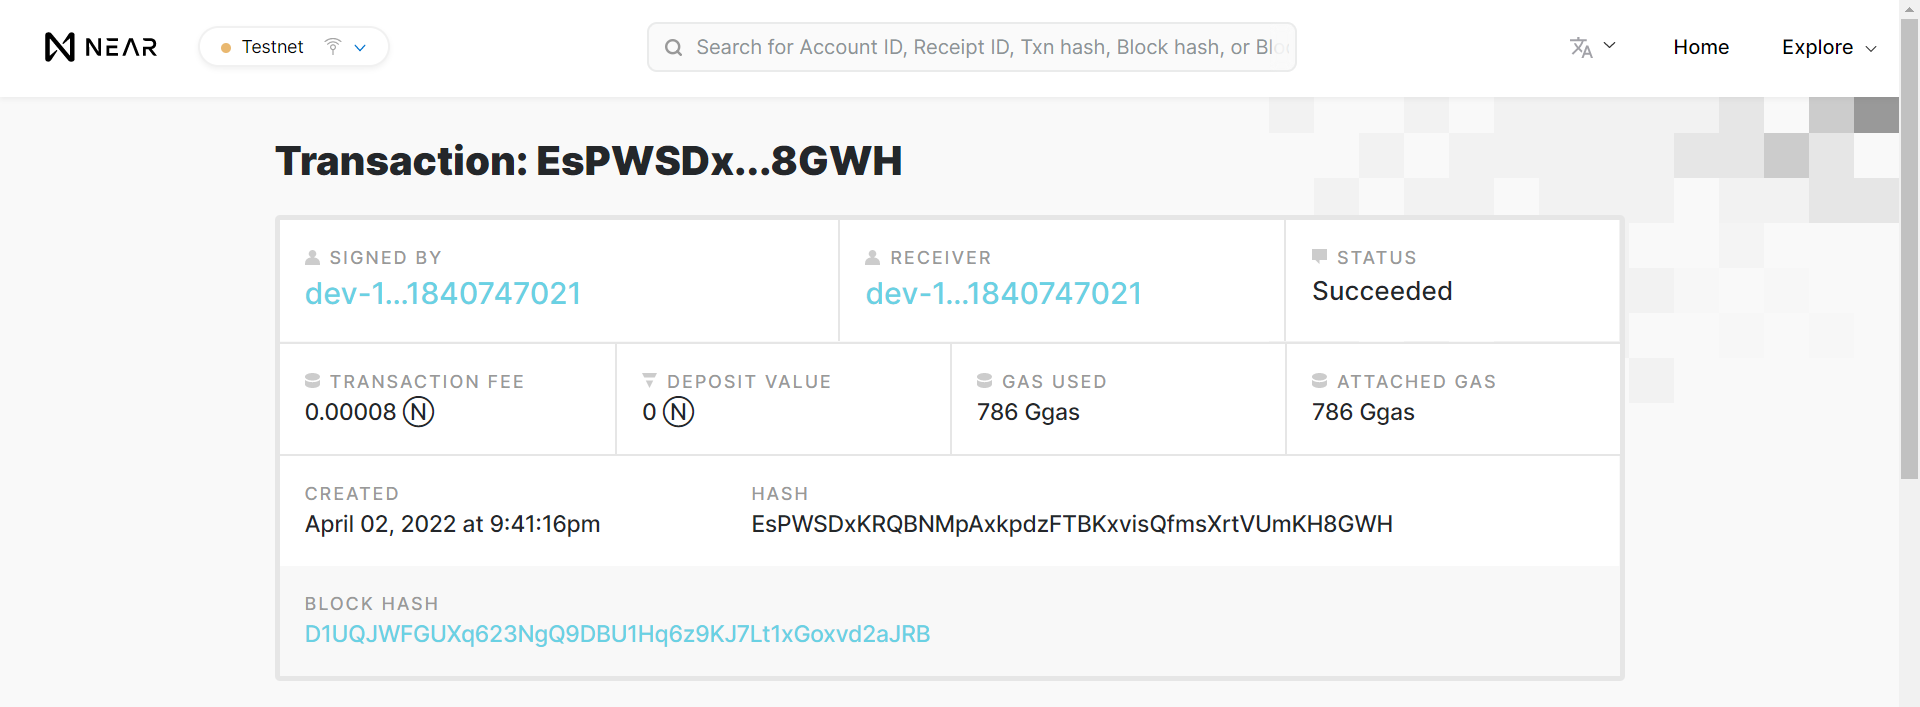 NEAR Testnet Search for Account ID, Receipt ID, Txn hash, Block hash, or Blo Home Explore
Transaction: EsPWSDx...8GWH
SIGNED BY RECEIVER STATUS
dev-1...1840747021 dev-1...1840747021 Succeeded
TRANSACTION FEE DEPOSIT VALUE GAS USED ATTACHED GAS
0.00008 Ⓝ 0 Ⓝ 786 Ggas 786 Ggas
CREATED HASH
April 02, 2022 at 9:41:16pm EsPWSDxKRQBNMpAxkpdzFTBKxvisQfmsXrtVUmKH8GWH
BLOCK HASH
D1UQJWFGUXq623NgQ9DBU1Hq6z9KJ7Lt1xGoxvd2aJRB